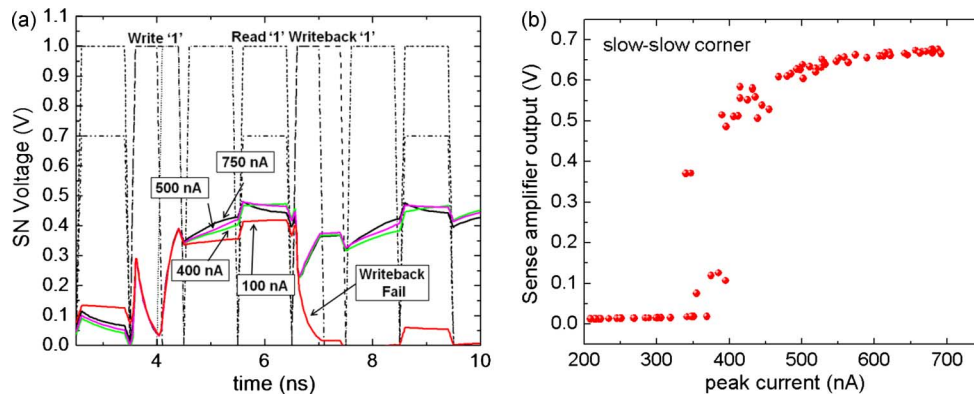 (a)
Write '1' Read '1' Writeback '1'
1.1
1.0
0.9
0.8
0.7
0.6
0.5
0.4
0.3
0.2
0.1
0.0
SN Voltage (V)
750 nA
500 nA
400 nA
100 nA
Writeback
Fail
4 6 8 10
time (ns)
(b)
slow-slow corner
0.7
0.6
0.5
0.4
0.3
0.2
0.1
0.0
Sense amplifier output (V)
200 300 400 500 600 700
peak current (nA)